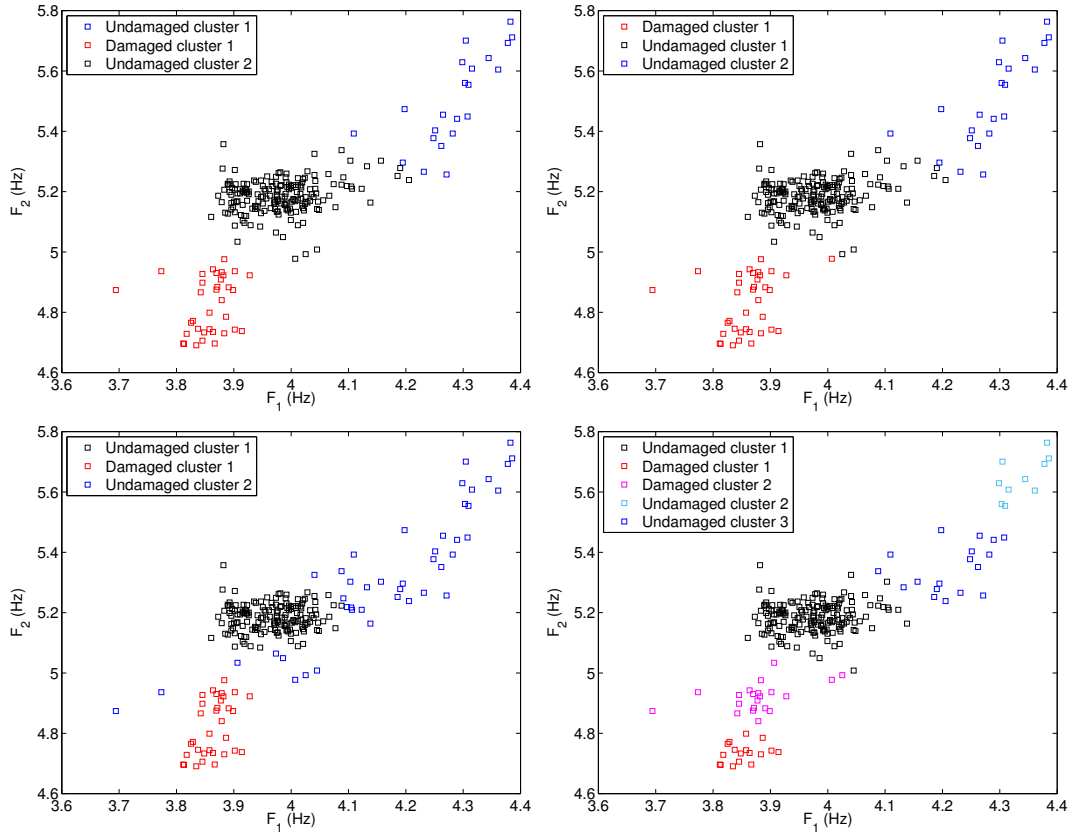 5.8
5.6
5.4
5.2
5
4.8
4.6
F2 (Hz)
Undamaged cluster 1
Damaged cluster 1
Undamaged cluster 2
3.6 3.7 3.8 3.9 4 4.1 4.2 4.3 4.4
F1 (Hz)
5.8
5.6
5.4
5.2
5
4.8
4.6
F2 (Hz)
Damaged cluster 1
Undamaged cluster 1
Undamaged cluster 2
3.6 3.7 3.8 3.9 4 4.1 4.2 4.3 4.4
F1 (Hz)
5.8
5.6
5.4
5.2
5
4.8
4.6
F2 (Hz)
Undamaged cluster 1
Damaged cluster 1
Undamaged cluster 2
3.6 3.7 3.8 3.9 4 4.1 4.2 4.3 4.4
F1 (Hz)
5.8
5.6
5.4
5.2
5
4.8
4.6
F2 (Hz)
Undamaged cluster 1
Damaged cluster 1
Damaged cluster 2
Undamaged cluster 2
Undamaged cluster 3
3.6 3.7 3.8 3.9 4 4.1 4.2 4.3 4.4
F1 (Hz)